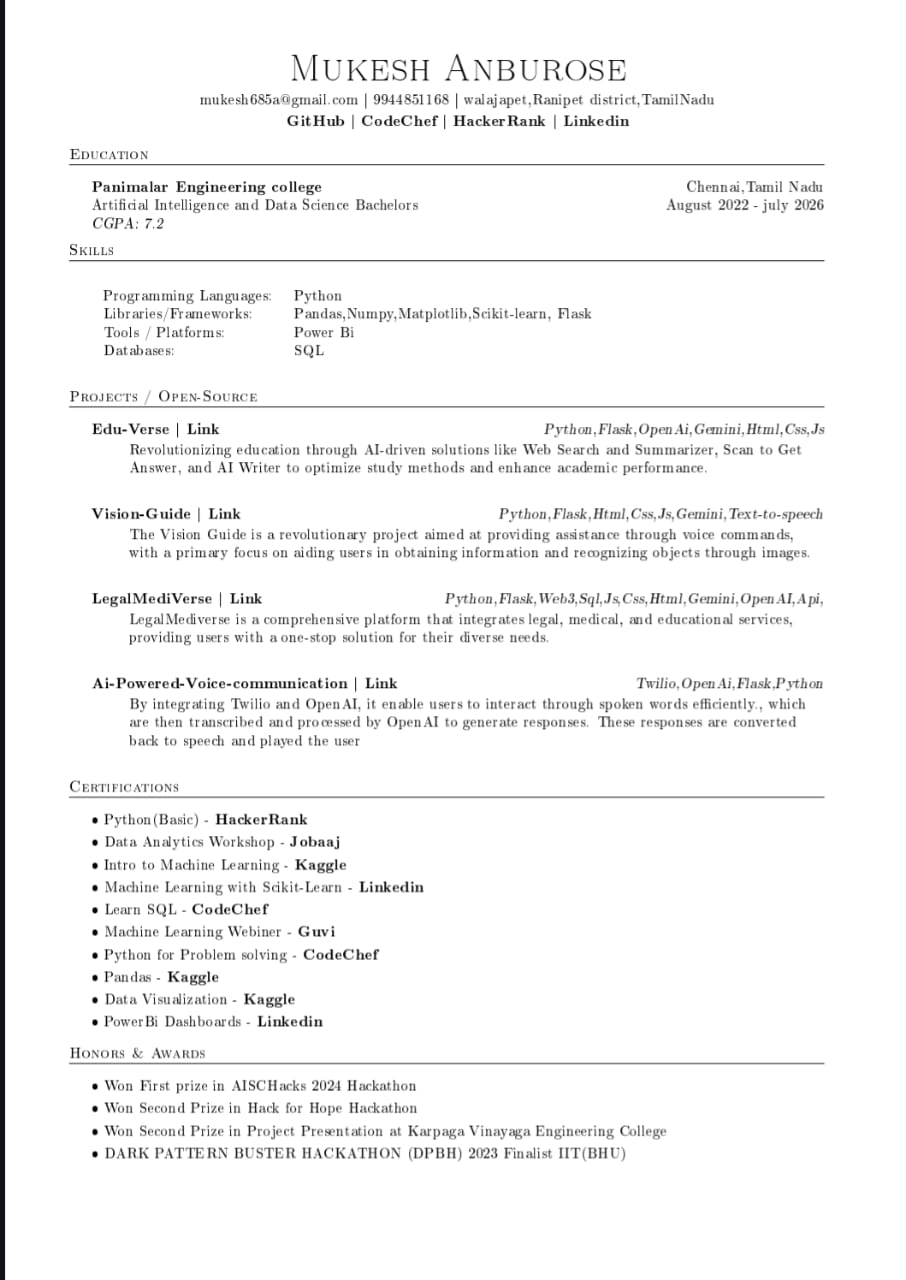 Mukesh Anburose
mukesh685a@gmail.com | 9944851168 | walajapet,Ranipet district,TamilNadu
GitHub | CodeChef | HackerRank | Linkedin
Education
Panimalar Engineering college Chennai,Tamil Nadu
Artificial Intelligence and Data Science Bachelors August 2022 - july 2026
CGPA: 7.2
Skills
Programming Languages: Python
Libraries/Frameworks: Pandas,Numpy,Matplotlib,Scikit-learn, Flask
Tools / Platforms: Power Bi
Databases: SQL
Projects / Open-Source
Edu-Verse | Link Python,Flask,OpenAi,Gemini,Html,Css,Js
Revolutionizing education through AI-driven solutions like Web Search and Summarizer, Scan to Get
Answer, and AI Writer to optimize study methods and enhance academic performance.
Vision-Guide | Link Python,Flask,Html,Css,Js,Gemini,Text-to-speech
The Vision Guide is a revolutionary project aimed at providing assistance through voice commands,
with a primary focus on aiding users in obtaining information and recognizing objects through images.
LegalMediVerse | Link Python,Flask,Web3,Sql,Js,Css,Html,Gemini,OpenAI,Api,
LegalMediverse is a comprehensive platform that integrates legal, medical, and educational services,
providing users with a one-stop solution for their diverse needs.
Ai-Powered-Voice-communication | Link Twilio,OpenAi,Flask,Python
By integrating Twilio and OpenAI, it enable users to interact through spoken words efficiently., which
are then transcribed and processed by OpenAI to generate responses. These responses are converted
back to speech and played the user
Certifications
• Python(Basic) - HackerRank
• Data Analytics Workshop - Jobaaj
• Intro to Machine Learning - Kaggle
• Machine Learning with Scikit-Learn - Linkedin
• Learn SQL - CodeChef
• Machine Learning Webiner - Guvi
• Python for Problem solving - CodeChef
• Pandas - Kaggle
• Data Visualization - Kaggle
• PowerBi Dashboards - Linkedin
Honors & Awards
• Won First prize in AISCHacks 2024 Hackathon
• Won Second Prize in Hack for Hope Hackathon
• Won Second Prize in Project Presentation at Karpaga Vinayaga Engineering College
• DARK PATTERN BUSTER HACKATHON (DPBH) 2023 Finalist IIT(BHU)